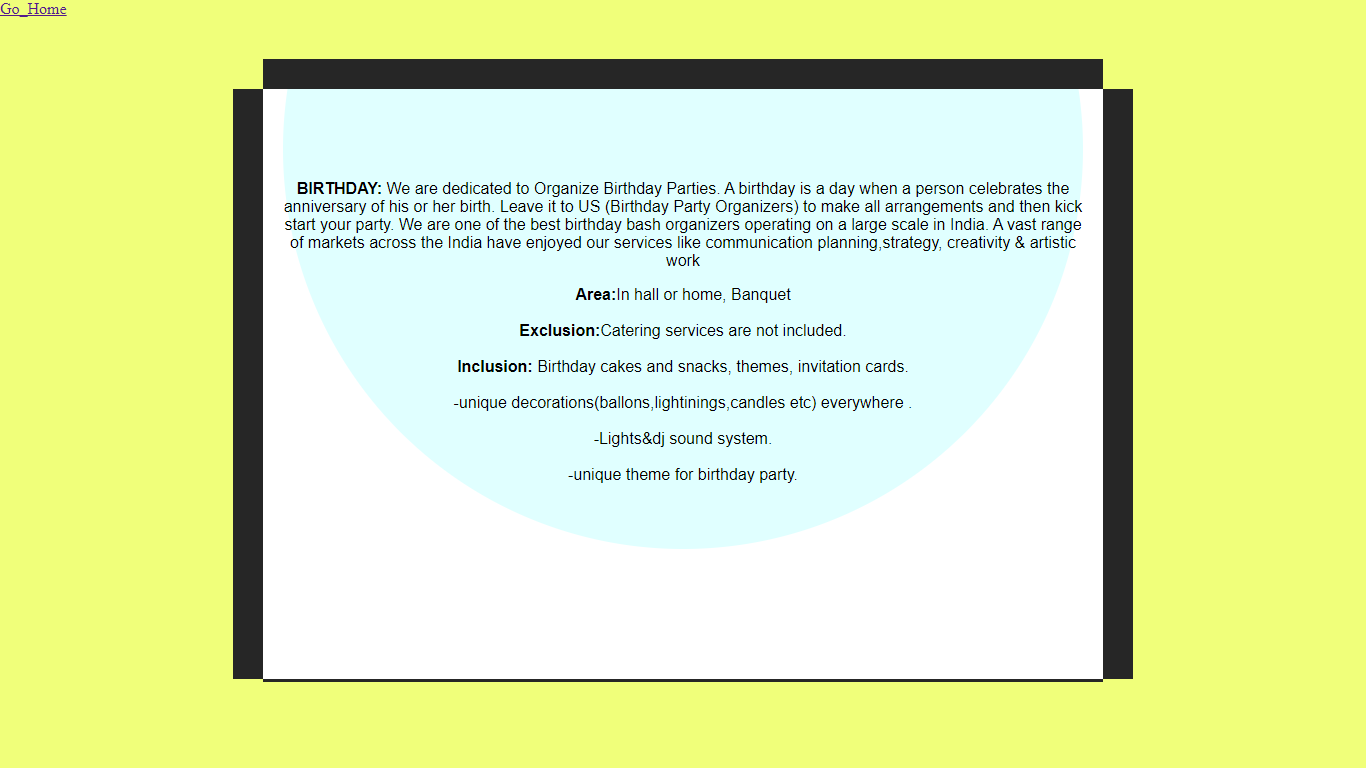 Go_Home
BIRTHDAY: We are dedicated to Organize Birthday Parties. A birthday is a day when a person celebrates the
anniversary of his or her birth. Leave it to US (Birthday Party Organizers) to make all arrangements and then kick
start your party. We are one of the best birthday bash organizers operating on a large scale in India. A vast range
of markets across the India have enjoyed our services like communication planning,strategy, creativity & artistic
work
Area:In hall or home, Banquet
Exclusion:Catering services are not included.
Inclusion: Birthday cakes and snacks, themes, invitation cards.
-unique decorations(ballons,lightinings,candles etc) everywhere .
-Lights&dj sound system.
-unique theme for birthday party.